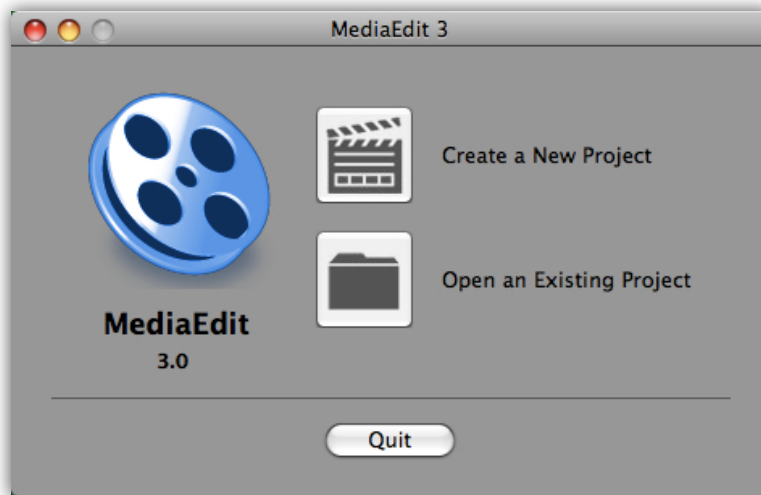 MediaEdit 3
Create a New Project
Open an Existing Project
MediaEdit
3.0
Quit